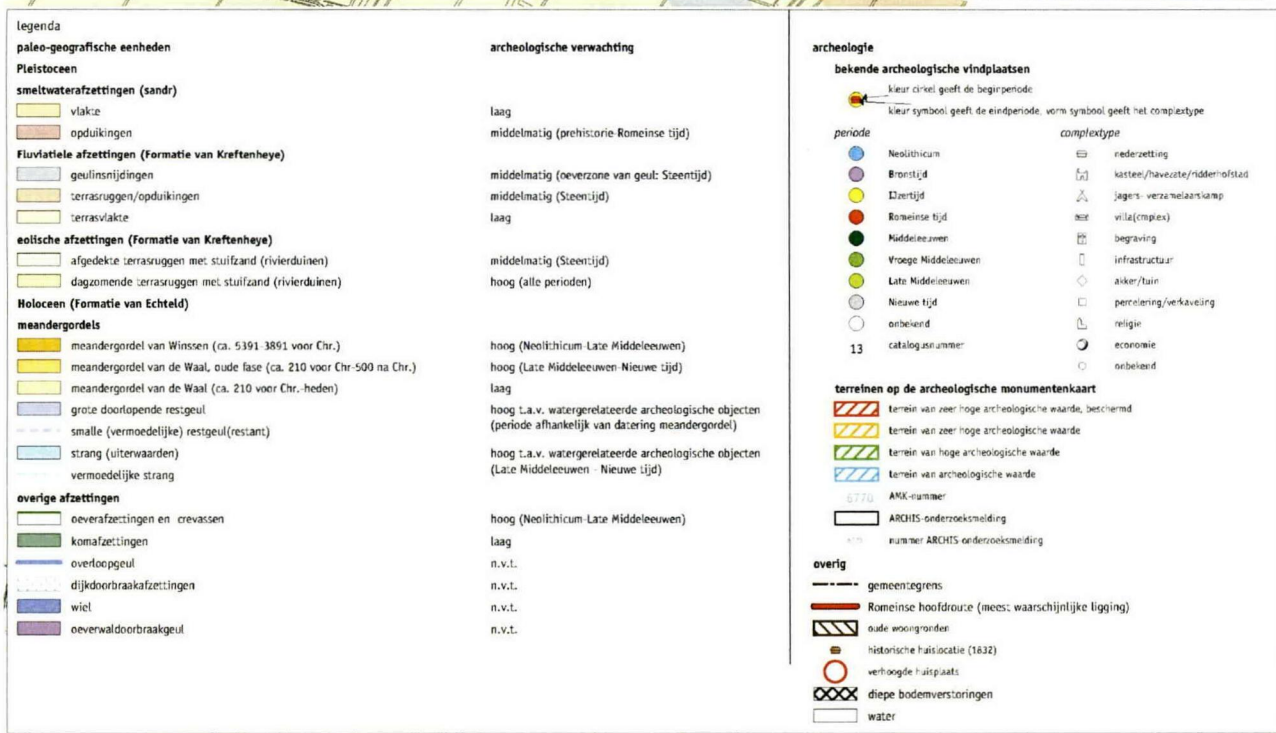 legenda
paleo-geografische eenheden archeologische verwachting
Pleistoceen
smeltwaterafzettingen (sandr)
vlakte laag
opduikingen middelmatig (prehistorie-Romeinse tijd)
Fluviatiele afzettingen (Formatie van Kreftenheye)
geulinsnijdingen middelmatig (oeverzone van geul: Steentijd)
terrasruggen/opduikingen middelmatig (Steentijd)
terrasvlakte laag
eolische afzettingen (Formatie van Kreftenheye)
afgedekte terrasruggen met stuifzand (rivierduinen) middelmatig (Steentijd)
dagzomende terrasruggen met stuifzand (rivierduinen) hoog (alle perioden)
Holoceen (Formatie van Echteld)
meandergordels
meandergordel van Winssen (ca. 5391-3891 voor Chr.) hoog (Neolithicum-Late Middeleeuwen)
meandergordel van de Waal, oude fase (ca. 210 voor Chr-500 na Chr.) hoog (Late Middeleeuwen-Nieuwe tijd)
meandergordel van de Waal (ca. 210 voor Chr.-heden) laag
grote doorlopende restgeul hoog t.a.v. watergerelateerde archeologische objecten
(periode afhankelijk van datering meandergordel)
smalle (vermoedelijke) restgeul(restant)
strang (uiterwaarden) hoog t.a.v. watergerelateerde archeologische objecten
(Late Middeleeuwen - Nieuwe tijd)
vermoedelijke strang
overige afzettingen
oeverafzettingen en crevassen hoog (Neolithicum-Late Middeleeuwen)
komafzettingen laag
overloopgeul n.v.t.
dijkdoorbraakafzettingen n.v.t.
wiel n.v.t.
oeverwaldoorbraakgeul n.v.t.
archeologie
bekende archeologische vindplaatsen
kleur cirkel geeft de beginperiode
kleur symbool geeft de eindperiode, vorm symbool geeft het complextype
periode complextype
Neolithicum nederzetting
Bronstijd kasteel/havezate/ridderhofstad
IJzertijd jagers- verzamelaarskamp
Romeinse tijd villa(cmplex)
Middeleeuwen begraving
Vroege Middeleeuwen infrastructuur
Late Middeleeuwen akker/tuin
Nieuwe tijd percelering/verkaveling
onbekend religie
13 catalogusnummer economie
onbekend
terreinen op de archeologische monumentenkaart
terrein van zeer hoge archeologische waarde, beschermd
terrein van zeer hoge archeologische waarde
terrein van hoge archeologische waarde
terrein van archeologische waarde
6770 AMK-nummer
ARCHIS-onderzoeksmelding
nummer ARCHIS-onderzoeksmelding
overig
gemeentegrens
Romeinse hoofdroute (meest waarschijnlijke ligging)
oude woongronden
historische huislocatie (1832)
verhoogde huisplaats
diepe bodemverstoringen
water